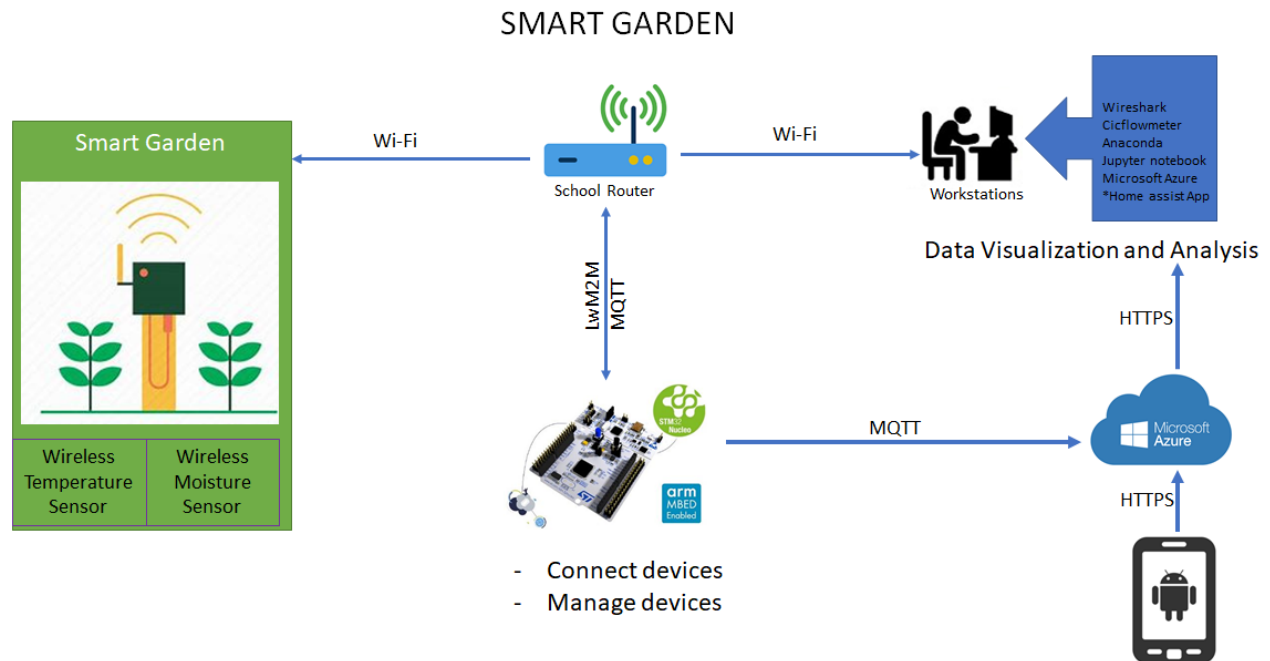 SMART GARDEN
Smart Garden
Wi-Fi
School Router
Wi-Fi
Workstations
Wireshark
Cicflowmeter
Anaconda
Jupyter notebook
Microsoft Azure
*Home assist App
Data Visualization and Analysis
HTTPS
LwM2M
MQTT
Wireless
Temperature
Sensor
Wireless
Moisture
Sensor
STM32
Nucleo
arm
MBED
Enabled
MQTT
Microsoft
Azure
HTTPS
- Connect devices
- Manage devices